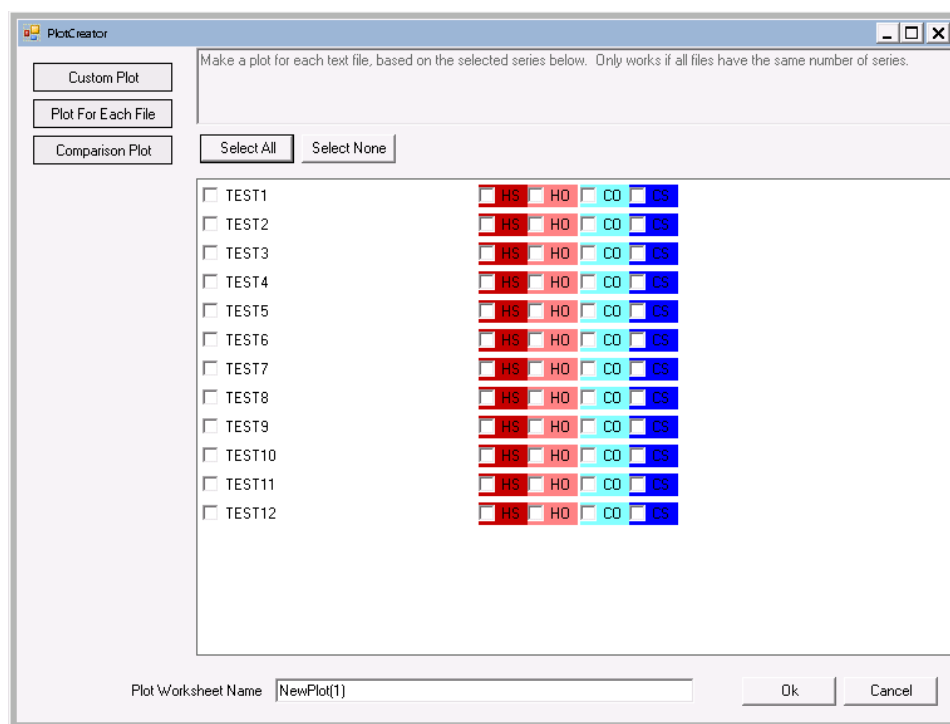 PlotCreator
Custom Plot
Plot For Each File
Comparison Plot
Make a plot for each text file, based on the selected series below. Only works if all files have the same number of series.
Select All Select None
TEST1 HS HO CO CS
TEST2 HS HO CO CS
TEST3 HS HO CO CS
TEST4 HS HO CO CS
TEST5 HS HO CO CS
TEST6 HS HO CO CS
TEST7 HS HO CO CS
TEST8 HS HO CO CS
TEST9 HS HO CO CS
TEST10 HS HO CO CS
TEST11 HS HO CO CS
TEST12 HS HO CO CS
Plot Worksheet Name NewPlot(1) Ok Cancel